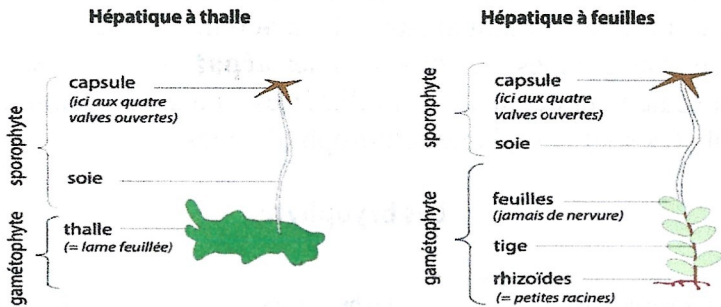 Hépatique à thalle
sporophyte
capsule
(ici aux quatre
valves ouvertes)
soie
gamétophyte
thalle
(= lame feuillée)
Hépatique à feuilles
sporophyte
capsule
(ici aux quatre
valves ouvertes)
soie
gamétophyte
feuilles
(jamais de nervure)
tige
rhizoïdes
(= petites racines)